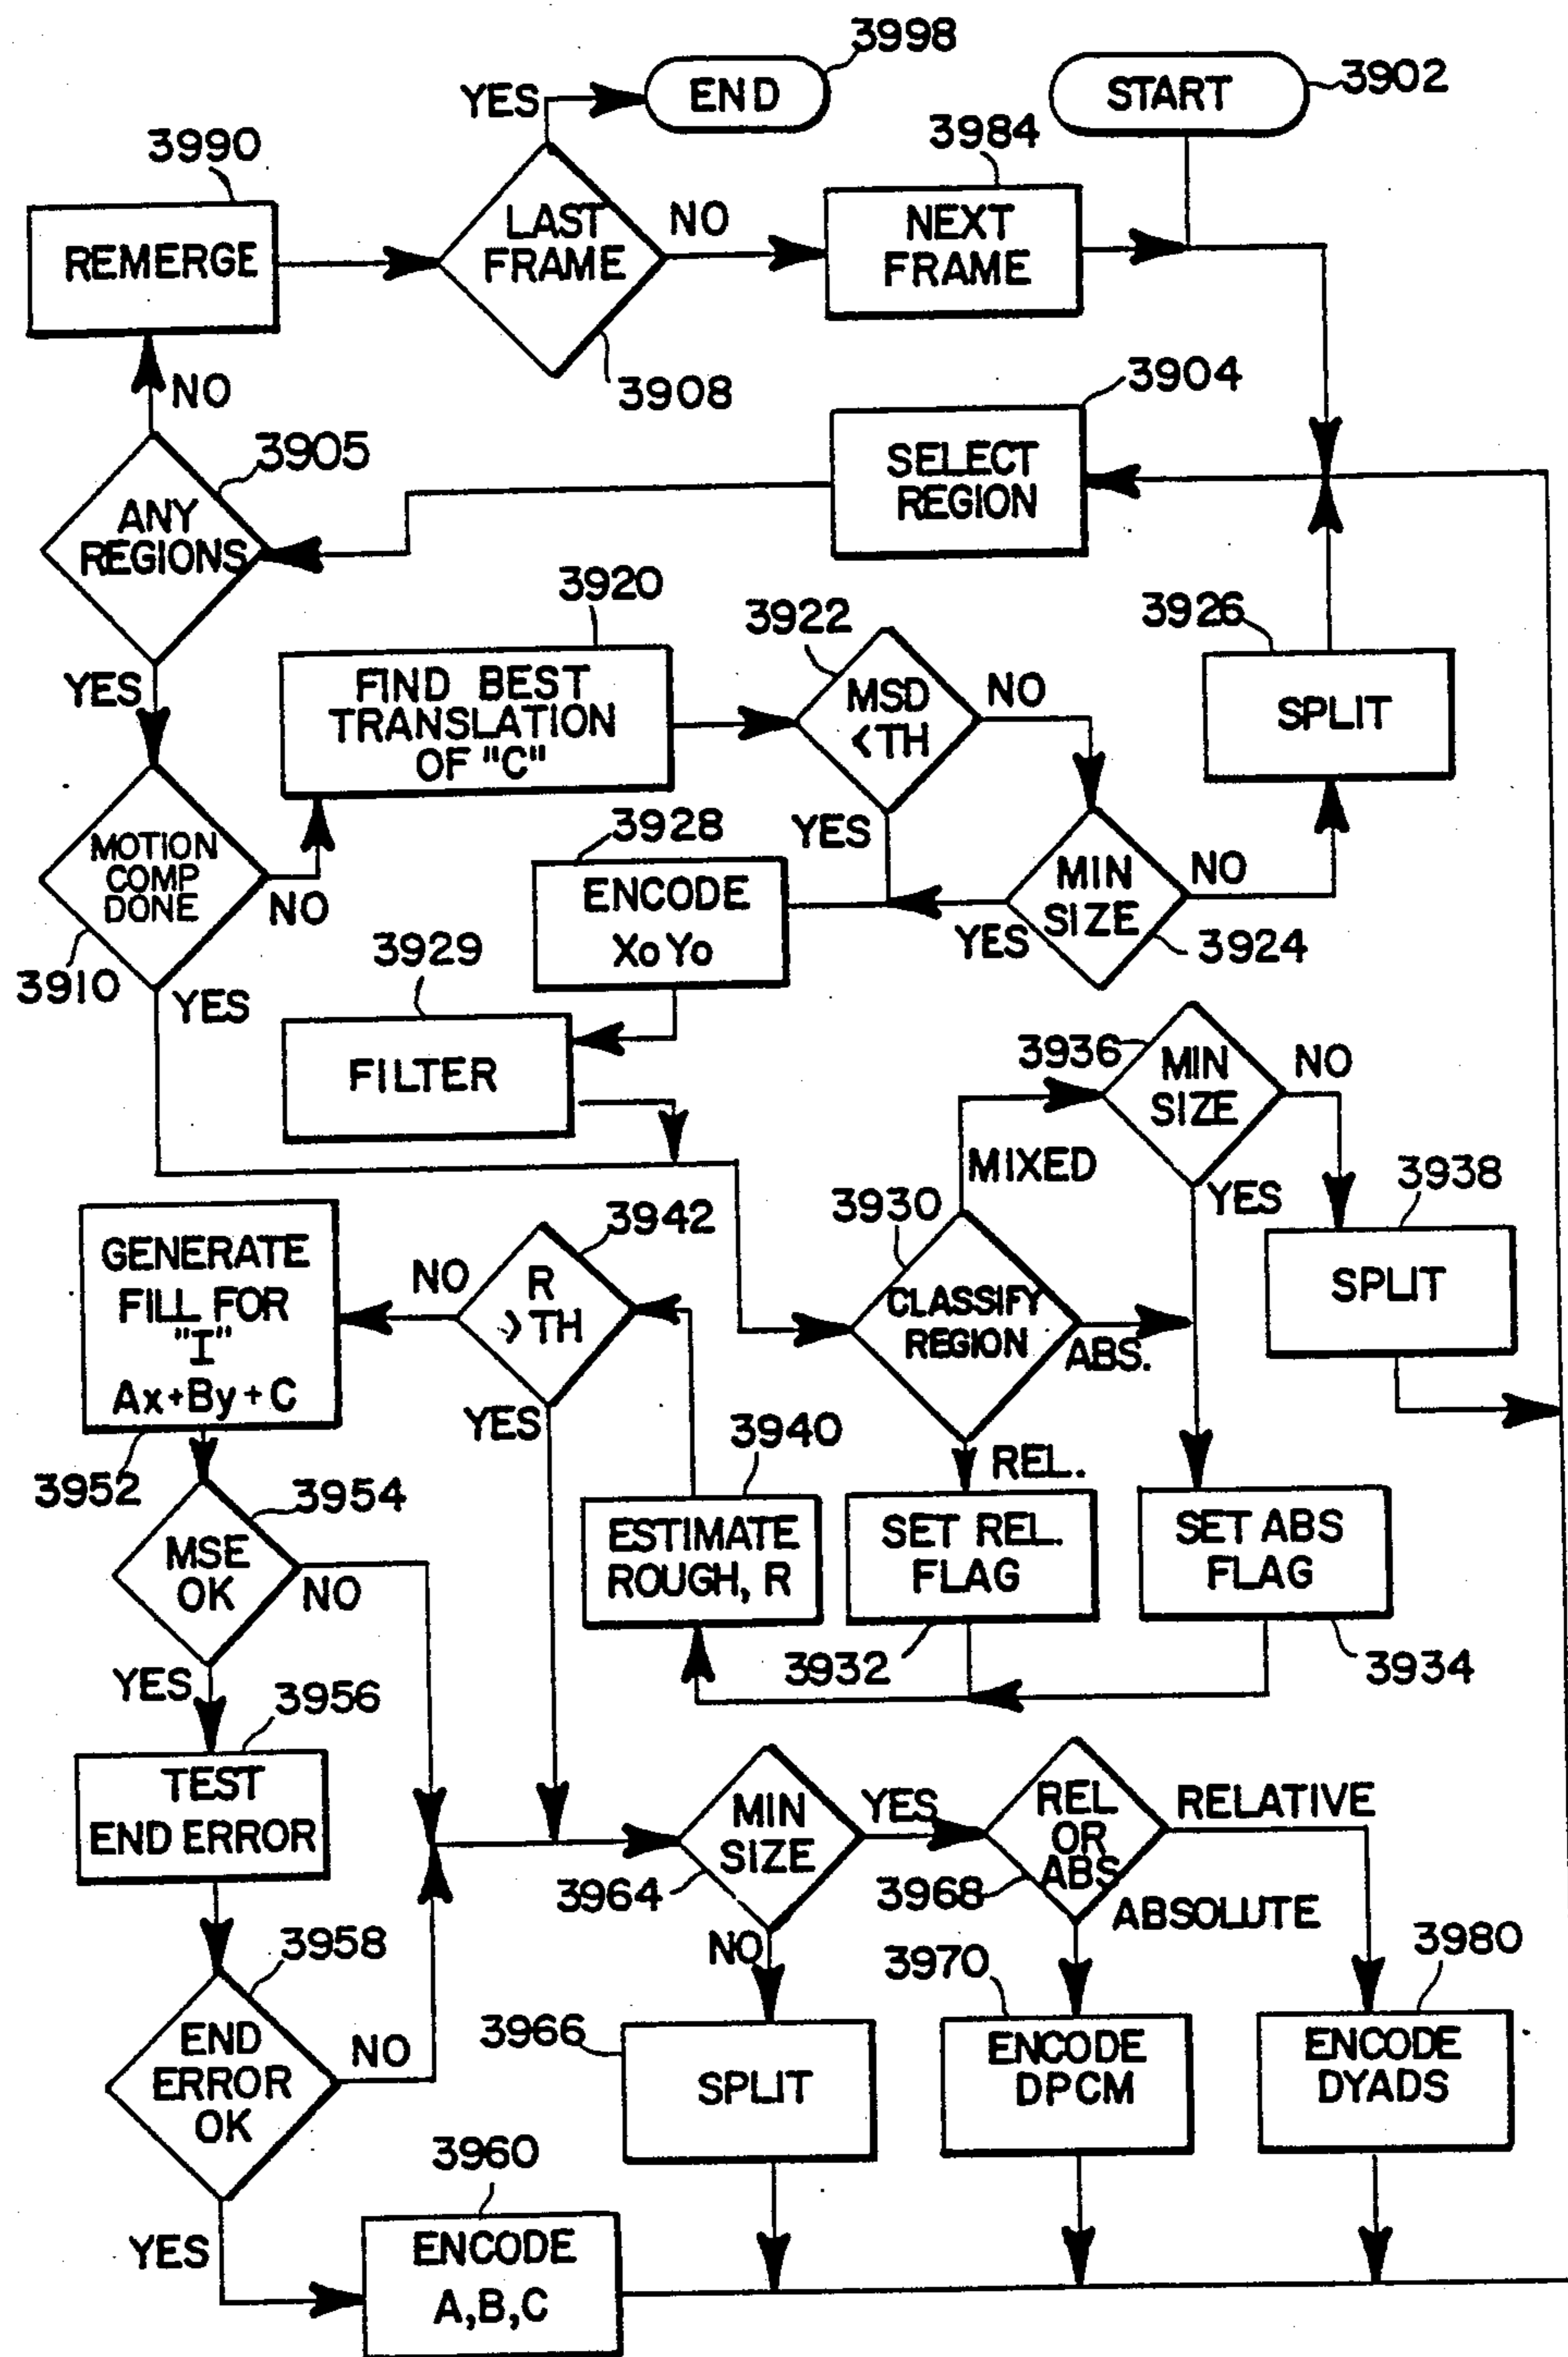 3998
YES
END
START
3902
3990
3984
REMERGE
LAST
FRAME
NO
NEXT
FRAME
3908
NO
3904
3905
SELECT
REGION
ANY
REGIONS
3920
3922
3926
YES
FIND BEST
TRANSLATION
OF "C"
MSD
<TH
NO
SPLIT
3928
YES
MOTION
COMP
DONE
NO
ENCODE
Xo Yo
MIN
SIZE
NO
YES
3924
3910
YES
3929
FILTER
3936
MIN
SIZE
NO
MIXED
YES
3938
3930
3942
GENERATE
FILL FOR
"I"
Ax+By+C
NO
R
>TH
CLASSIFY
REGION
ABS.
SPLIT
YES
3940
REL.
3952
3954
MSE
OK
NO
ESTIMATE
ROUGH, R
SET REL.
FLAG
SET ABS
FLAG
3932
3934
YES
3956
TEST
END ERROR
MIN
SIZE
YES
REL
OR
ABS
RELATIVE
3964
3968
ABSOLUTE
NO
3958
3970
3980
END
ERROR
OK
NO
3966
SPLIT
ENCODE
DPCM
ENCODE
DYADS
3960
YES
ENCODE
A,B,C